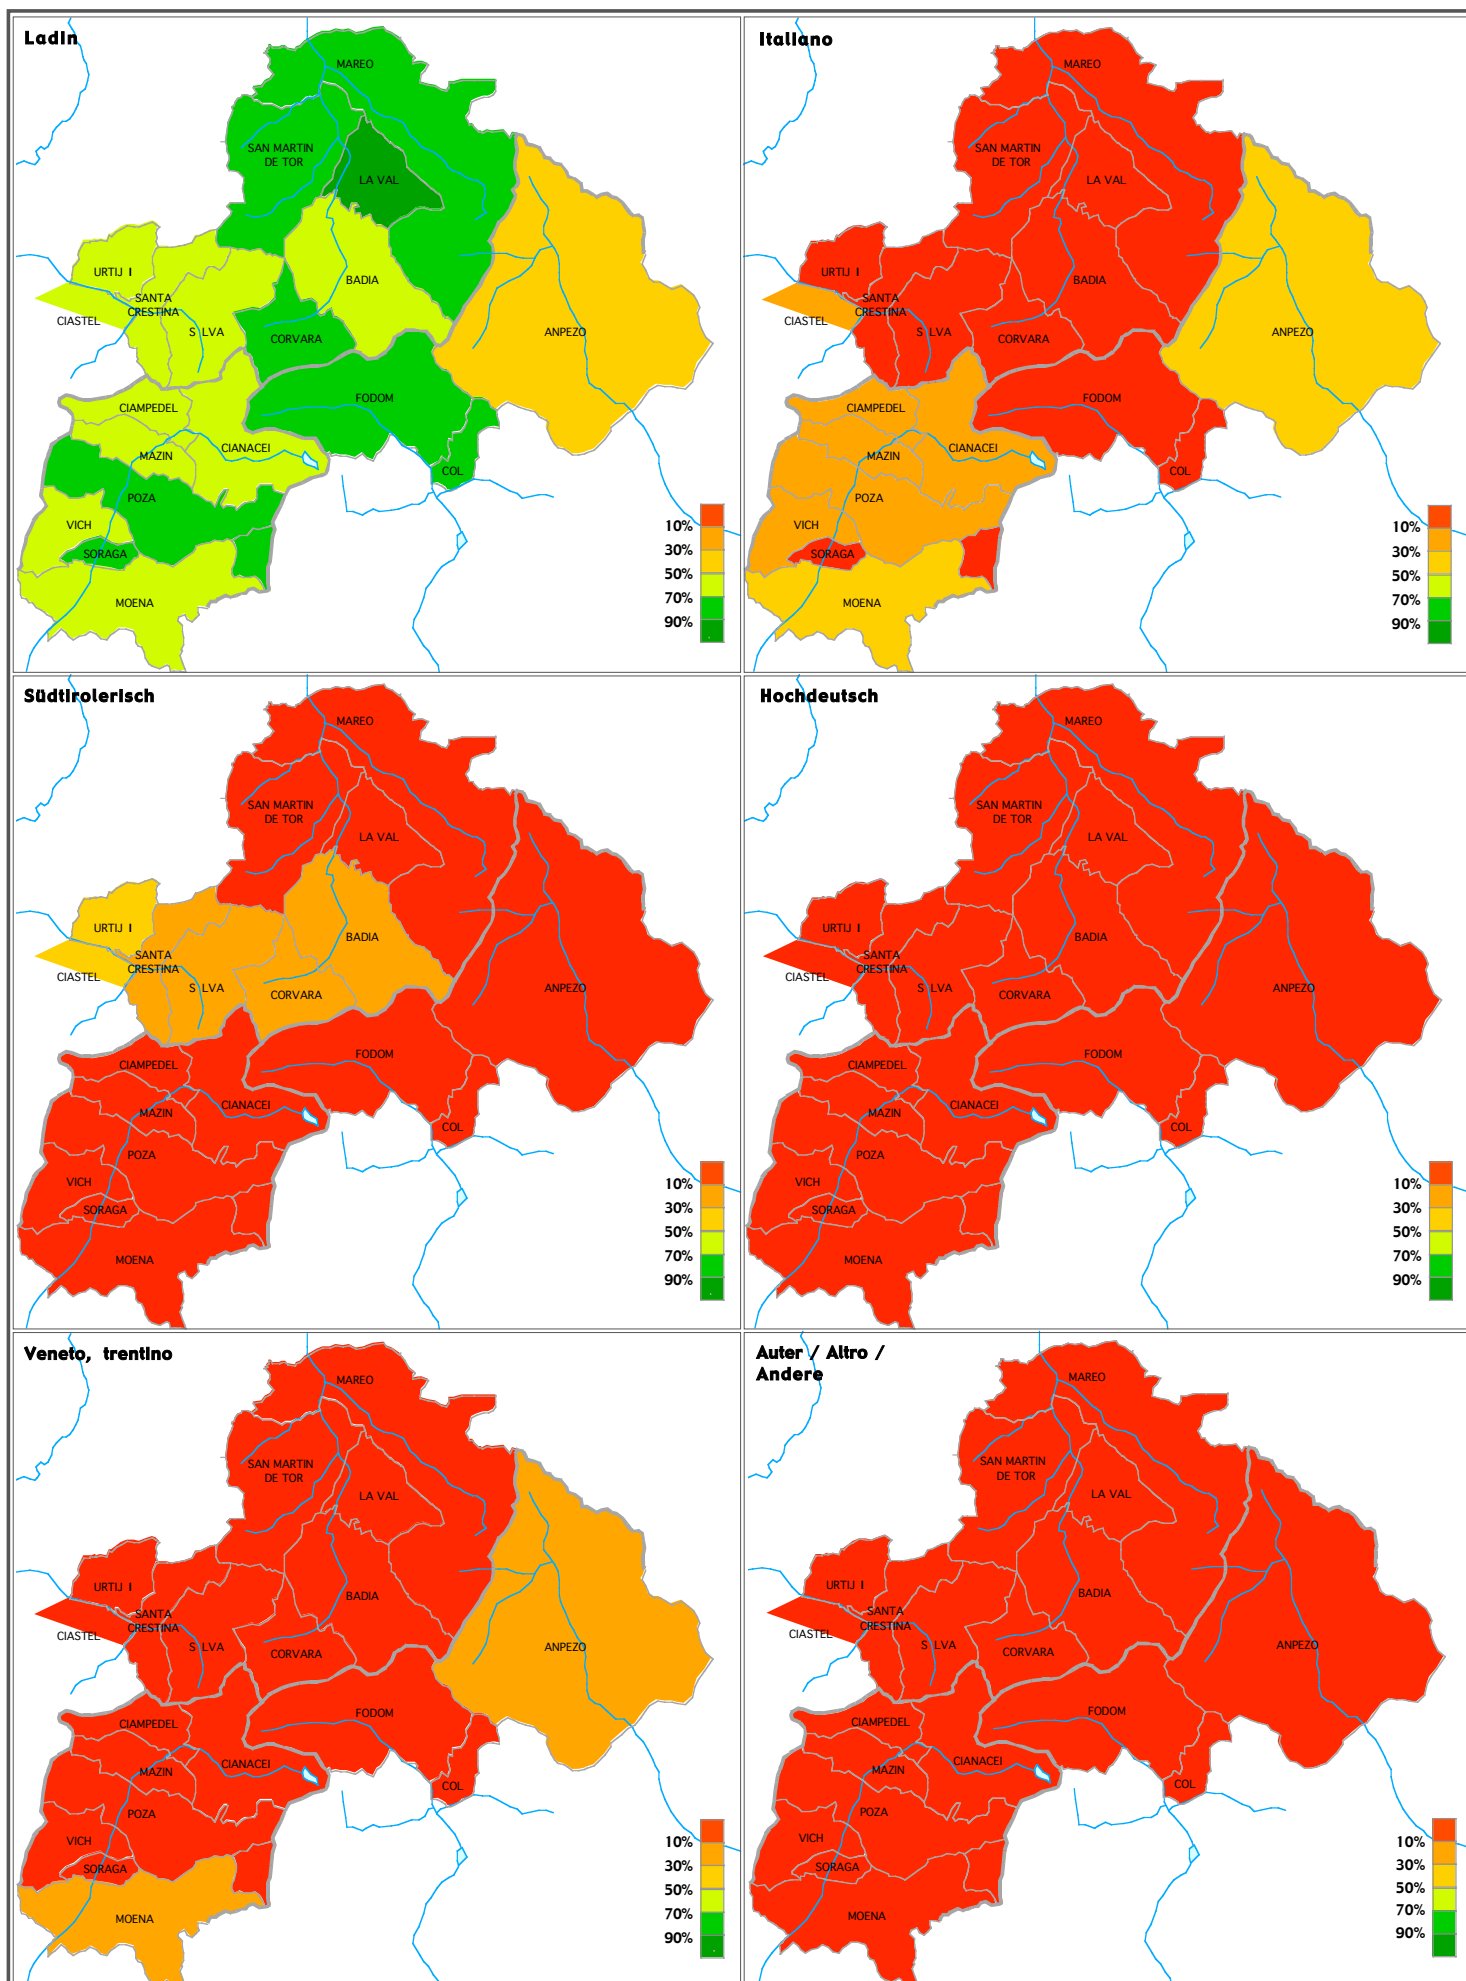 Ladin
MAREO
SAN MARTIN
DE TOR
LA VAL
URTIJ I
SANTA
CRESTINA
CIASTEL
S LVA
BADIA
CORVARA
ANPEZO
CIAMPEDEL
FODOM
MAZIN
CIANACEI
COL
POZA
VICH
SORAGA
MOENA
10%
30%
50%
70%
90%
Italiano
MAREO
SAN MARTIN
DE TOR
LA VAL
URTIJ I
SANTA
CRESTINA
CIASTEL
S LVA
BADIA
CORVARA
ANPEZO
CIAMPEDEL
FODOM
MAZIN
CIANACEI
COL
POZA
VICH
SORAGA
MOENA
10%
30%
50%
70%
90%
Südtirolerisch
MAREO
SAN MARTIN
DE TOR
LA VAL
URTIJ I
SANTA
CRESTINA
CIASTEL
S LVA
BADIA
CORVARA
ANPEZO
CIAMPEDEL
FODOM
MAZIN
CIANACEI
COL
POZA
VICH
SORAGA
MOENA
10%
30%
50%
70%
90%
Hochdeutsch
MAREO
SAN MARTIN
DE TOR
LA VAL
URTIJ I
SANTA
CRESTINA
CIASTEL
S LVA
BADIA
CORVARA
ANPEZO
CIAMPEDEL
FODOM
MAZIN
CIANACEI
COL
POZA
VICH
SORAGA
MOENA
10%
30%
50%
70%
90%
Veneto, trentino
MAREO
SAN MARTIN
DE TOR
LA VAL
URTIJ I
SANTA
CRESTINA
CIASTEL
S LVA
BADIA
CORVARA
ANPEZO
CIAMPEDEL
FODOM
MAZIN
CIANACEI
COL
POZA
VICH
SORAGA
MOENA
10%
30%
50%
70%
90%
Auter / Altro /
Andere
MAREO
SAN MARTIN
DE TOR
LA VAL
URTIJ I
SANTA
CRESTINA
CIASTEL
S LVA
BADIA
CORVARA
ANPEZO
CIAMPEDEL
FODOM
MAZIN
CIANACEI
COL
POZA
VICH
SORAGA
MOENA
10%
30%
50%
70%
90%